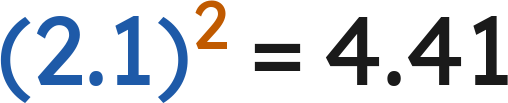 (2.1)² = 4.41